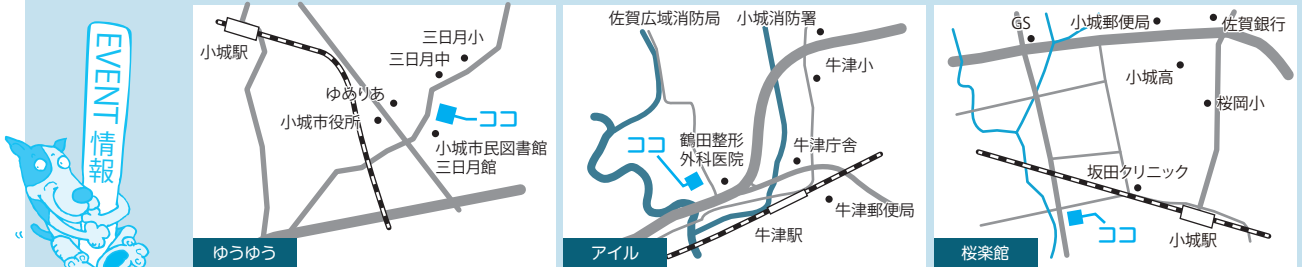 EVENT 情報
小城駅
三日月小
三日月中
ゆめりあ
小城市役所
ココ
小城市民図書館
三日月館
ゆうゆう
佐賀広域消防局
小城消防署
牛津小
鶴田整形
外科医院
ココ
牛津庁舎
牛津郵便局
牛津駅
アイル
GS
小城郵便局
佐賀銀行
小城高
桜岡小
坂田クリニック
ココ
小城駅
桜楽館